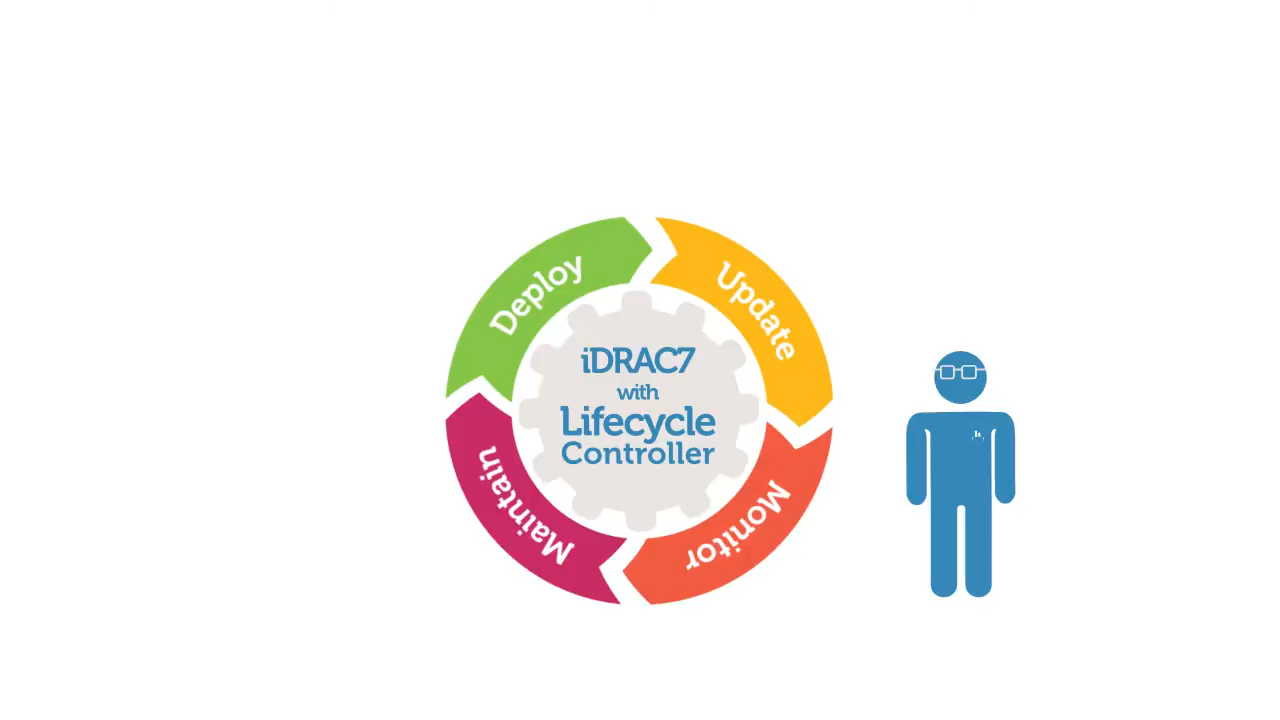 Deploy
Update
iDRAC7
with
Lifecycle
Controller
Maintain
Monitor